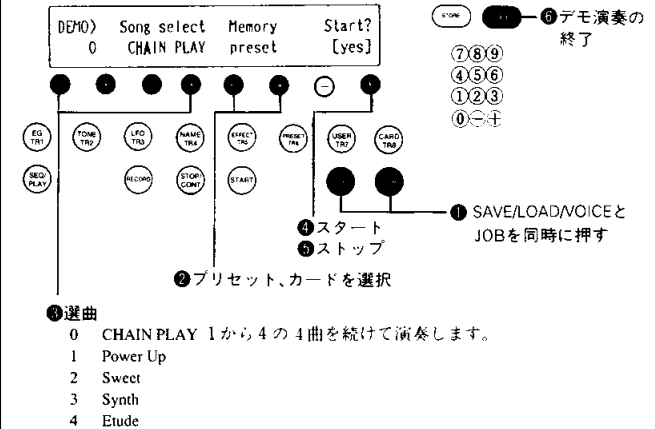 DEMO) Song select Memory Start?
0 CHAIN PLAY preset [yes]
STORE
❻デモ演奏の
終了
⑦⑧⑨
④⑤⑥
①②③
⓪⊖⊕
⊖
EG TR1
TONE TR2
LFO TR3
NAME TR4
EFFECT TR5
PRESET TR6
USER TR7
CARD TR8
SEQ/ PLAY
RECORD
STOP/ CONT
START
❶ SAVE/LOAD/VOICEと
JOBを同時に押す
❹スタート
❺ストップ
❷プリセット、カードを選択
❸選曲
0 CHAIN PLAY 1から4の4曲を続けて演奏します。
1 Power Up
2 Sweet
3 Synth
4 Etude